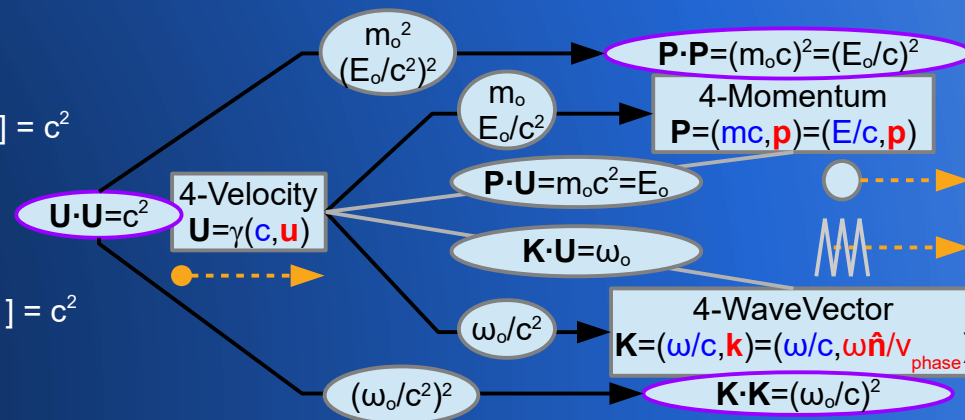 mₒ²
(Eₒ/c²)²
P·P=(mₒc)²=(Eₒ/c)²
] = c²
mₒ
Eₒ/c²
4-Momentum
P=(mc,p)=(E/c,p)
P·U=mₒc²=Eₒ
U·U=c²
4-Velocity
U=γ(c,u)
K·U=ωₒ
] = c²
ωₒ/c²
4-WaveVector
K=(ω/c,k)=(ω/c,ωn̂/v_phase)
(ωₒ/c²)²
K·K=(ωₒ/c)²